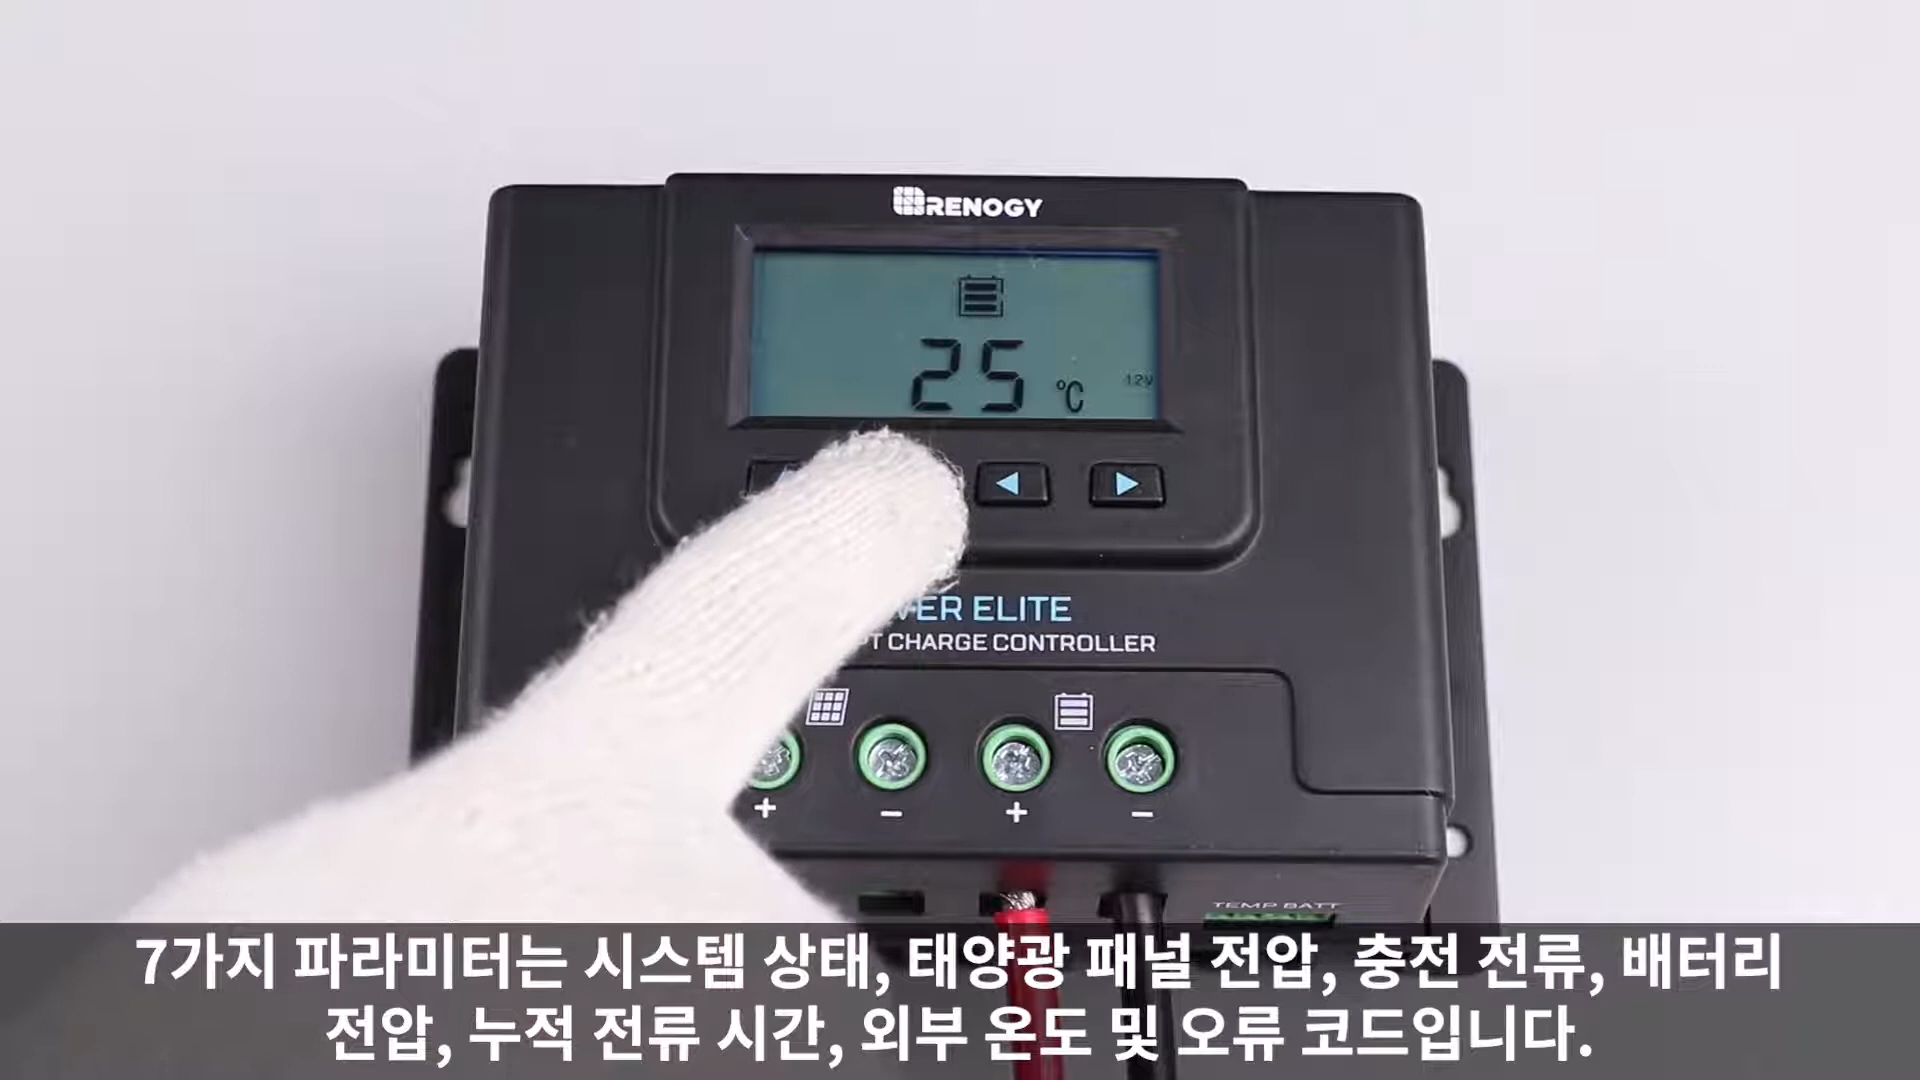 RENOGY
25 ℃
12V
ELITE
CHARGE CONTROLLER
+ − + −
TEMP BATT
7가지 파라미터는 시스템 상태, 태양광 패널 전압, 충전 전류, 배터리
전압, 누적 전류 시간, 외부 온도 및 오류 코드입니다.